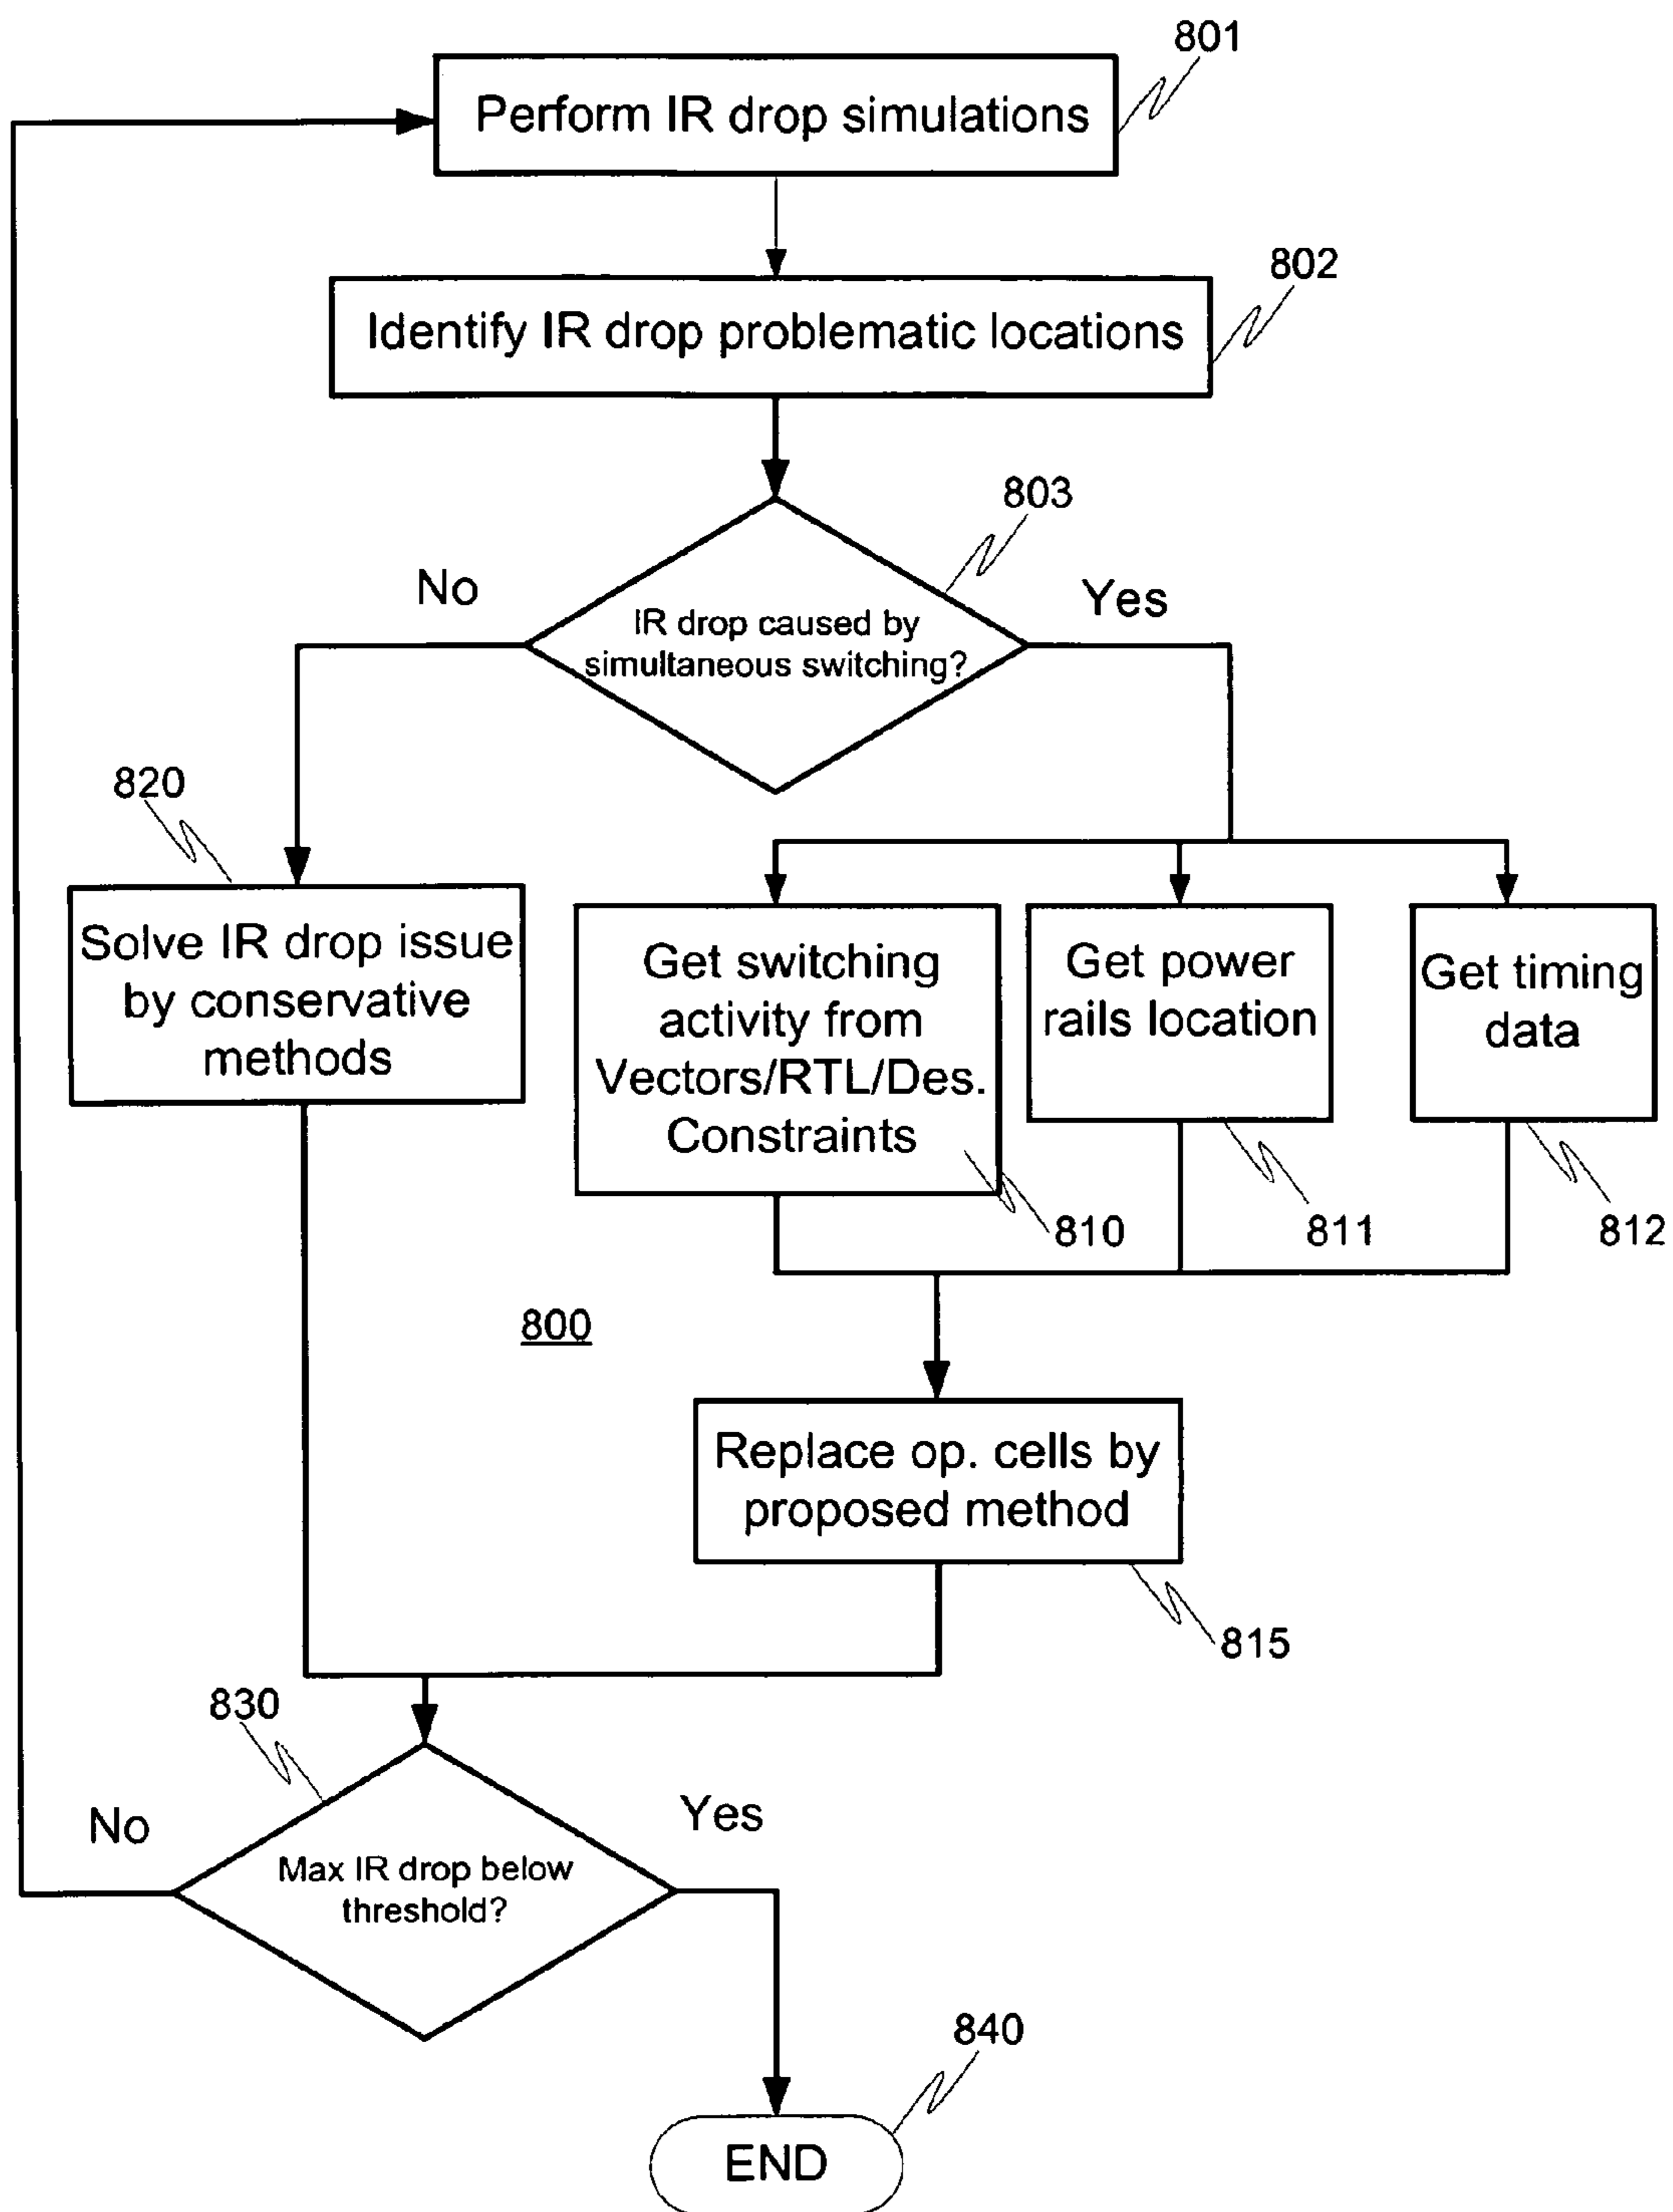 801
Perform IR drop simulations
802
Identify IR drop problematic locations
803
No
Yes
IR drop caused by
simultaneous switching?
820
Solve IR drop issue
by conservative
methods
Get switching
activity from
Vectors/RTL/Des.
Constraints
Get power
rails location
Get timing
data
810
811
812
800
Replace op. cells by
proposed method
815
830
No
Yes
Max IR drop below
threshold?
840
END